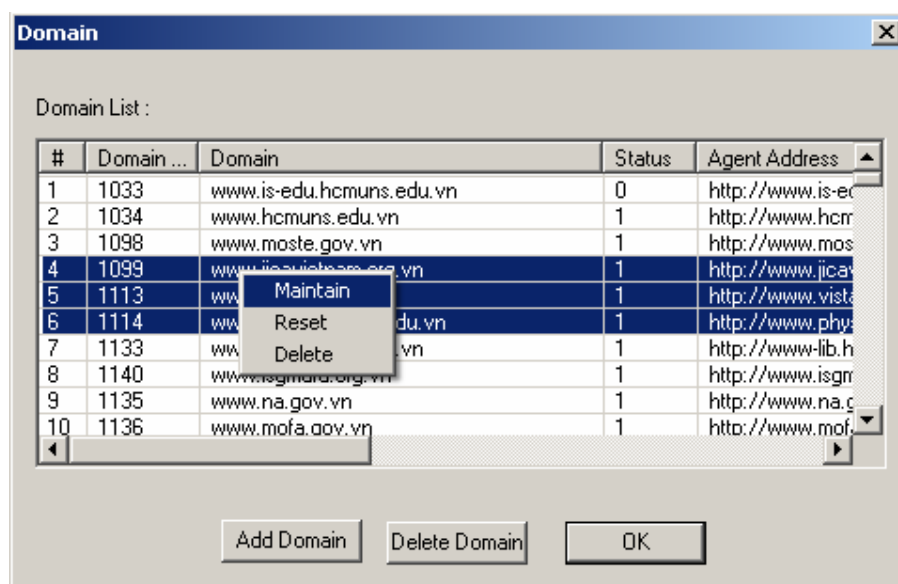 Domain
Domain List :
# Domain ... Domain Status Agent Address
1 1033 www.is-edu.hcmuns.edu.vn 0 http://www.is-ed
2 1034 www.hcmuns.edu.vn 1 http://www.hcm
3 1098 www.moste.gov.vn 1 http://www.mos
4 1099 www.jicavietnam.org.vn 1 http://www.jicav
5 1113 ww 1 http://www.vista
Maintain
6 1114 ww du.vn 1 http://www.phys
Reset
7 1133 ww .vn 1 http://www-lib.h
Delete
8 1140 1 http://www.isgm
9 1135 www.na.gov.vn 1 http://www.na.g
10 1136 www.mofa.gov.vn 1 http://www.mof
Add Domain Delete Domain OK